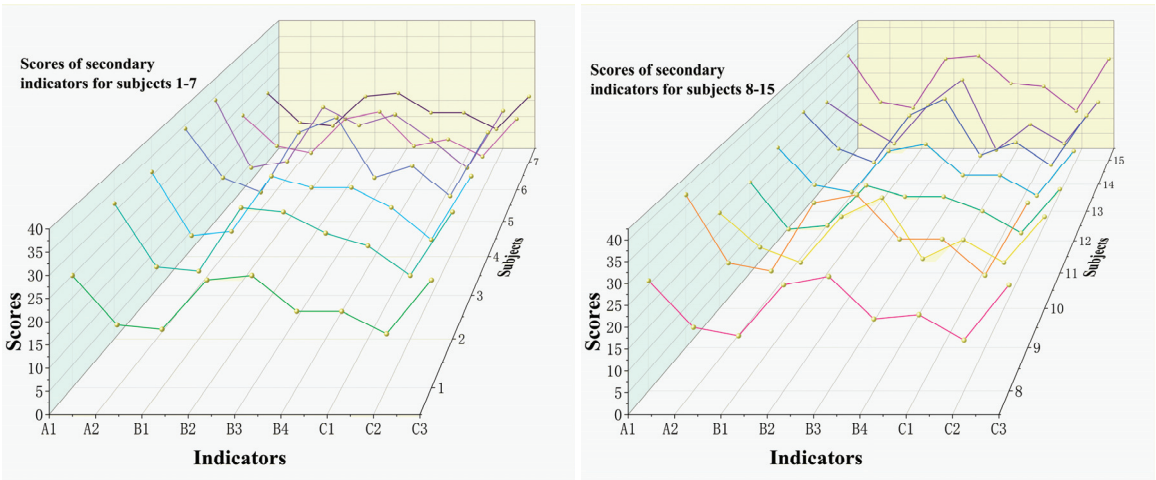 Scores of secondary
indicators for subjects 1-7
40
35
30
25
20
15
10
5
0
Scores
A1 A2 B1 B2 B3 B4 C1 C2 C3
Indicators
1
2
3
4
5
6
7
Subjects
Scores of secondary
indicators for subjects 8-15
40
35
30
25
20
15
10
5
0
Scores
A1 A2 B1 B2 B3 B4 C1 C2 C3
Indicators
8
9
10
11
12
13
14
15
Subjects